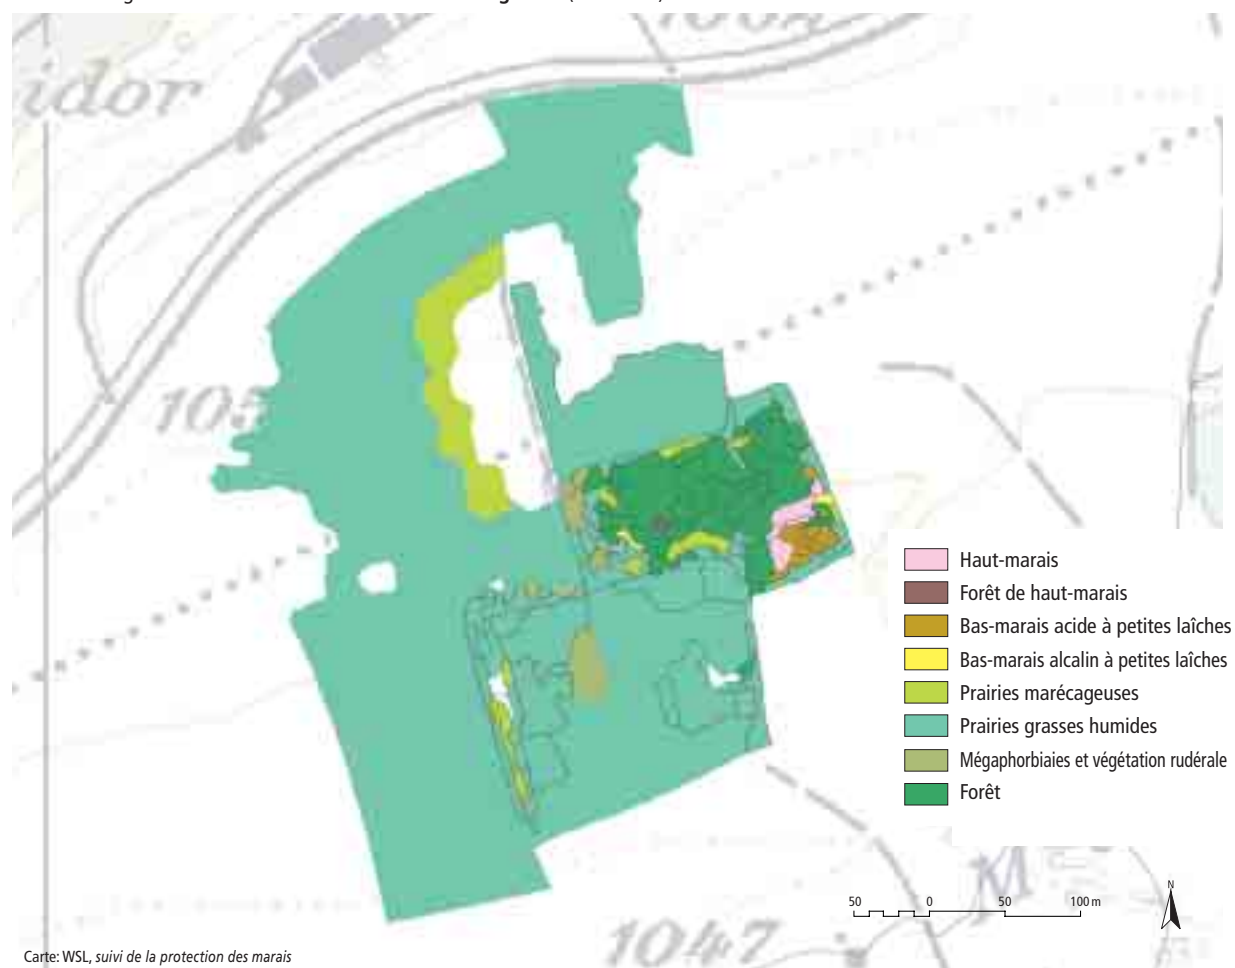 idor
105
Haut-marais
Forêt de haut-marais
Bas-marais acide à petites laîches
Bas-marais alcalin à petites laîches
Prairies marécageuses
Prairies grasses humides
Mégaphorbiaies et végétation rudérale
Forêt
M
N
50 0 50 100 m
1047
Carte: WSL, suivi de la protection des marais